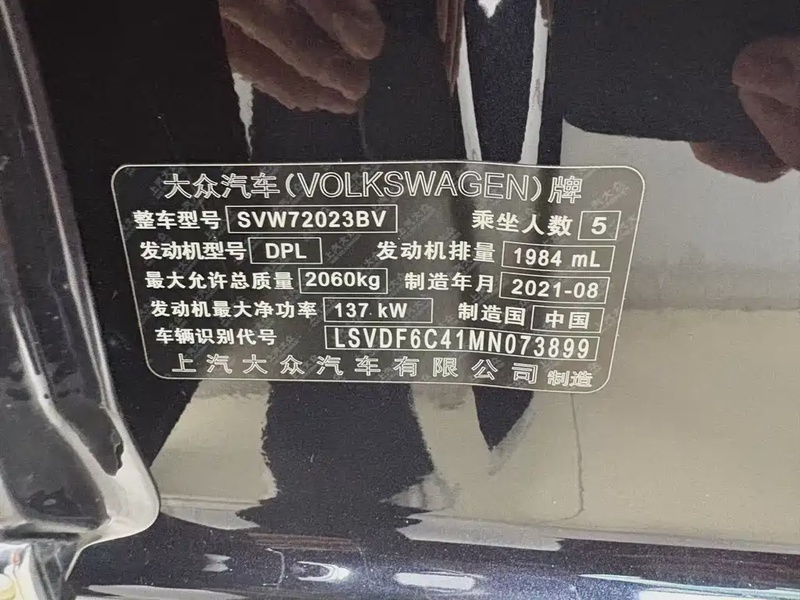 大众汽车(VOLKSWAGEN)牌
整车型号 SVW72023BV 乘坐人数 5
发动机型号 DPL 发动机排量 1984 mL
最大允许总质量 2060kg 制造年月 2021-08
发动机最大净功率 137 kW 制造国 中国
车辆识别代号 LSVDF6C41MN073899
上汽大众汽车有限公司 制造